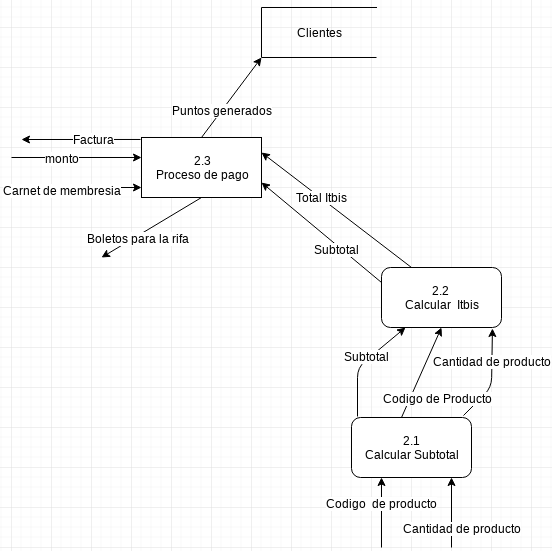 Clientes
Puntos generados
Factura
monto
Carnet de membresia
2.3
Proceso de pago
Total Itbis
Boletos para la rifa
Subtotal
2.2
Calcular  Itbis
Subtotal
Cantidad de producto
Codigo de Producto
2.1
Calcular Subtotal
Codigo  de producto
Cantidad de producto